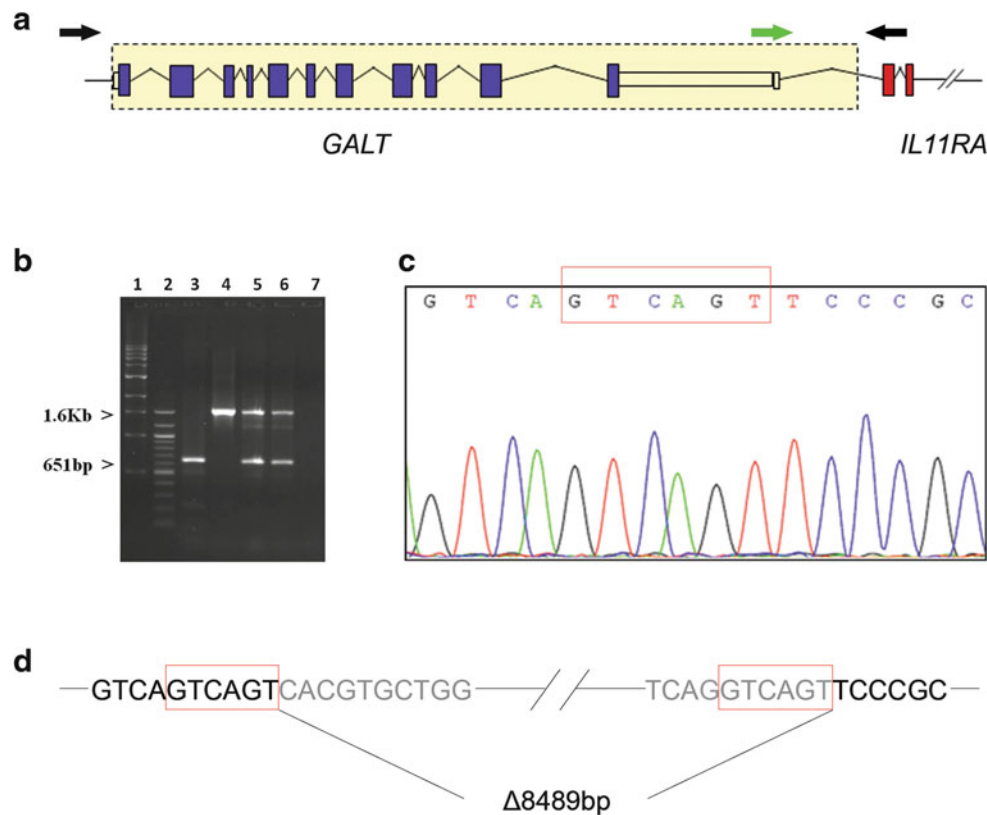 a
GALT
IL11RA
b
1 2 3 4 5 6 7
1.6Kb >
651bp >
c
G T C A G T C A G T T C C C G C
d
GTCAGTCAGTCACGTGCTGG
TCAGGTCAGTTCCCGC
Δ8489bp